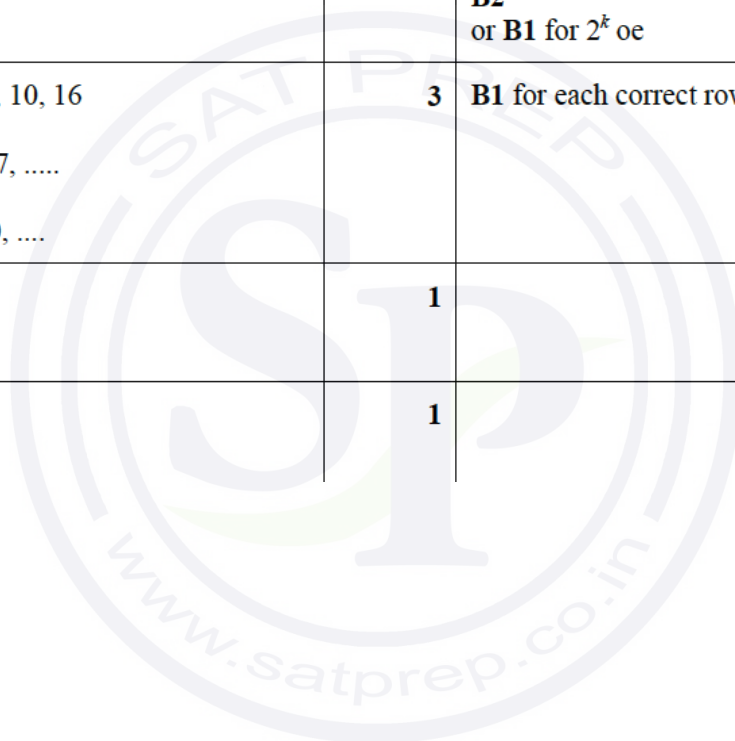 or B1 for 2^k oe
10, 16
3
B1 for each correct
7, .....
, ....
1
1
SAT PREP
SP
www.satprep.co.in